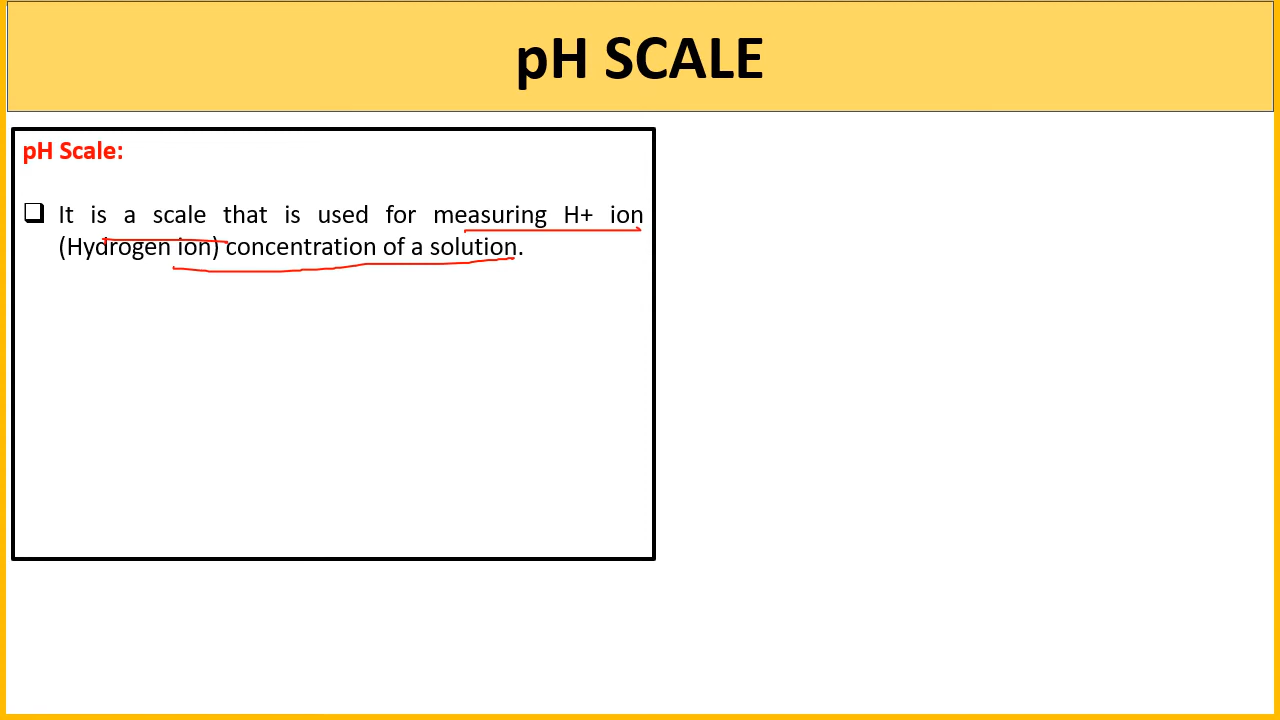 pH SCALE
pH Scale:
❑ It is a scale that is used for measuring H+ ion
(Hydrogen ion) concentration of a solution.